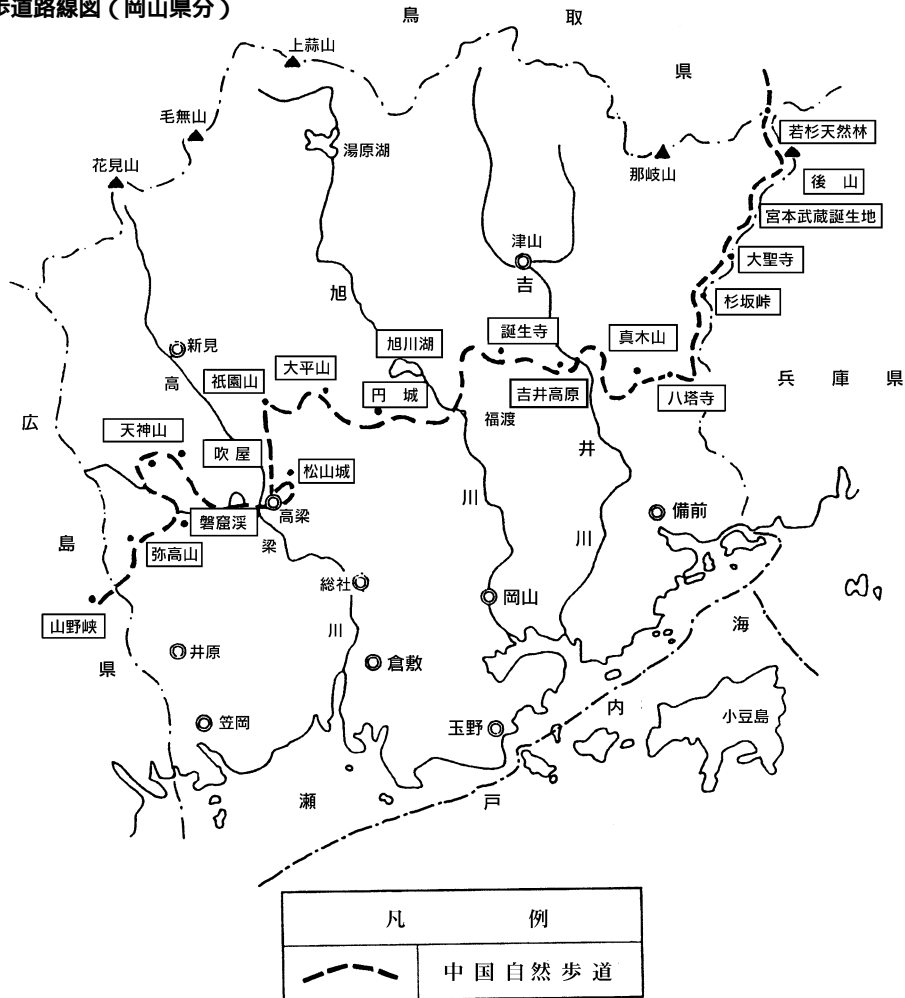 歩道路線図（岡山県分）
鳥取県
上蒜山
毛無山
湯原湖
花見山
那岐山
若杉天然林
後山
宮本武蔵誕生地
津山
大聖寺
吉井川
旭川
杉坂峠
誕生寺
真木山
旭川湖
新見
大平山
祇園山
高梁川
円城
吉井高原
八塔寺
兵庫県
福渡
広島県
天神山
吹屋
松山城
高梁
磐窟渓
備前
弥高山
総社
岡山
山野峡
井原
倉敷
瀬戸内海
小豆島
笠岡
玉野
凡例
中国自然歩道